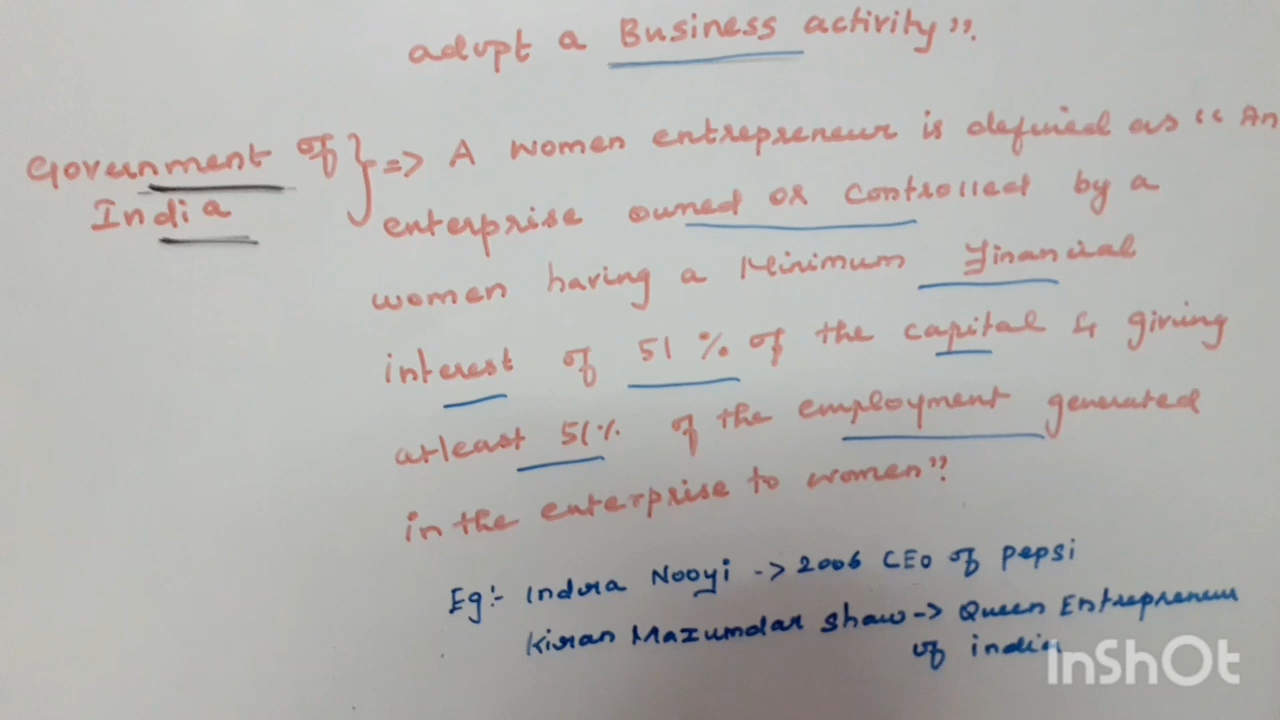 adopt a Business activity".
Government of } => A women entrepreneur is defined as "An
India
enterprise owned or controlled by a
women having a Minimum Financial
interest of 51 % of the capital & giving
atleast 51% of the employment generated
in the enterprise to women".
Eg:- Indira Nooyi -> 2006 CEO of pepsi
Kiran Mazumdar Shaw -> Queen Entrepreneur
of india
InShOt